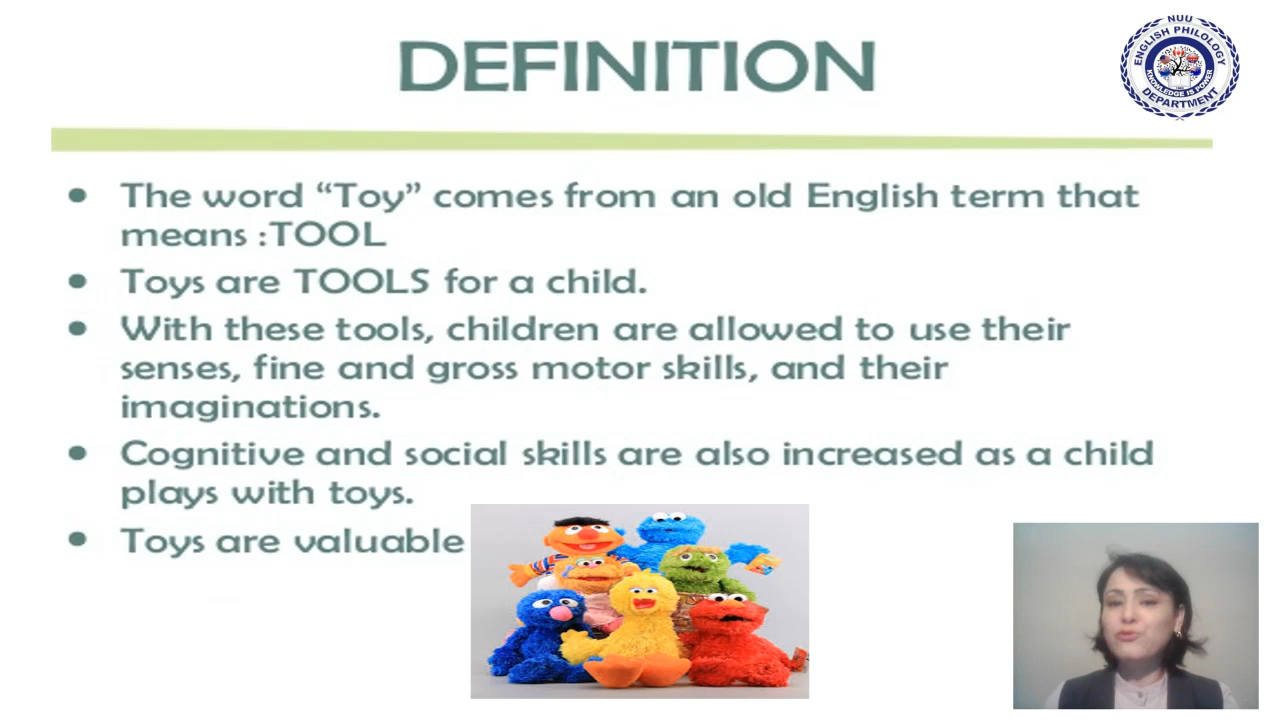 DEFINITION
NUU
ENGLISH PHILOLOGY
KNOWLEDGE IS POWER
DEPARTMENT
• The word “Toy” comes from an old English term that
means :TOOL
• Toys are TOOLS for a child.
• With these tools, children are allowed to use their
senses, fine and gross motor skills, and their
imaginations.
• Cognitive and social skills are also increased as a child
plays with toys.
• Toys are valuable